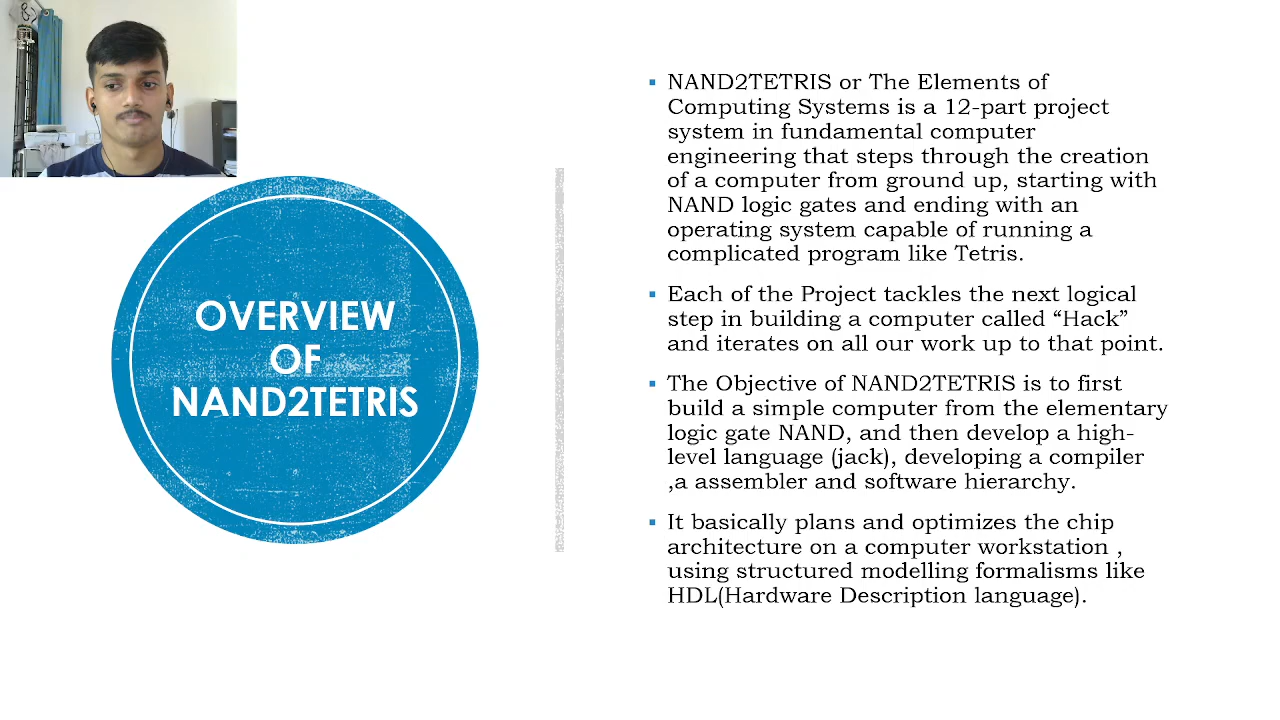 OVERVIEW
OF
NAND2TETRIS
▪ NAND2TETRIS or The Elements of
Computing Systems is a 12-part project
system in fundamental computer
engineering that steps through the creation
of a computer from ground up, starting with
NAND logic gates and ending with an
operating system capable of running a
complicated program like Tetris.
▪ Each of the Project tackles the next logical
step in building a computer called “Hack”
and iterates on all our work up to that point.
▪ The Objective of NAND2TETRIS is to first
build a simple computer from the elementary
logic gate NAND, and then develop a high-
level language (jack), developing a compiler
,a assembler and software hierarchy.
▪ It basically plans and optimizes the chip
architecture on a computer workstation ,
using structured modelling formalisms like
HDL(Hardware Description language).